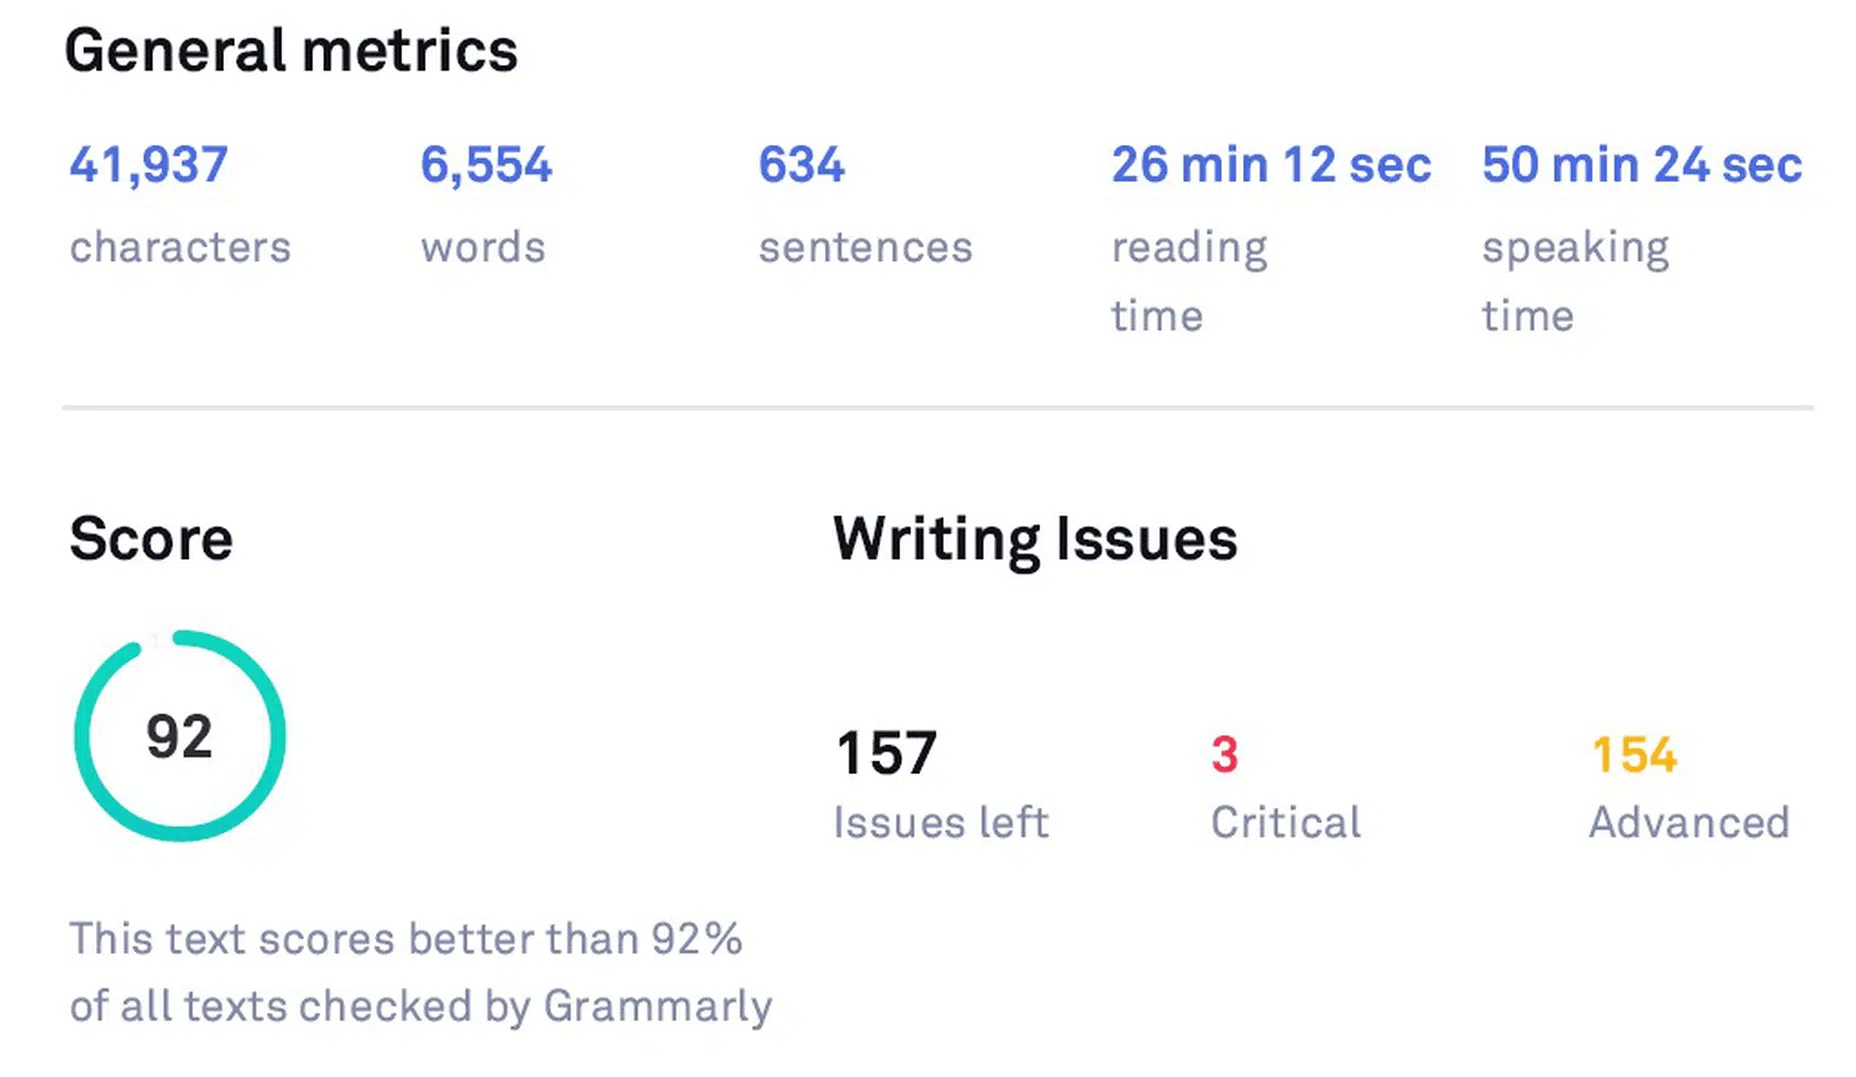 General metrics
41,937
6,554
634
26 min 12 sec
50 min 24 sec
characters
words
sentences
reading
time
speaking
time
Score
Writing Issues
92
157
3
154
Issues left
Critical
Advanced
This text scores better than 92%
of all texts checked by Grammarly